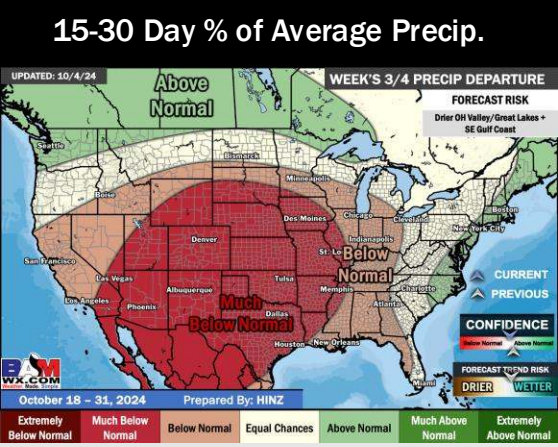 15-30 Day % of Average Precip.
UPDATED: 10/4/24
WEEK'S 3/4 PRECIP DEPARTURE
FORECAST RISK
Drier OH Valley/Great Lakes +
SE Gulf Coast
Above
Normal
Seattle
Bismarck
Minneapolis
Boise
Boston
Des Moines
Chicago
Cleveland
New York City
Denver
Indianapolis
San Francisco
St. Lo
Below
Normal
Las Vegas
Albuquerque
Tulsa
Memphis
Charlotte
Los Angeles
Phoenix
Much
Below Normal
Dallas
Atlanta
Houston
New Orleans
Miami
CURRENT
PREVIOUS
CONFIDENCE
Below Normal
Above Normal
FORECAST TREND RISK
DRIER
WETTER
BAM
WX.COM
Weather Made Simple
October 18 – 31, 2024
Prepared By: HINZ
Extremely
Below Normal
Much Below
Normal
Below Normal
Equal Chances
Above Normal
Much Above
Normal
Extremely
Above Normal